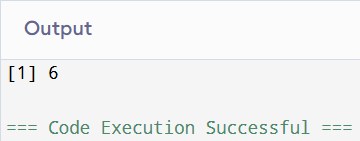 Output
[1] 6
=== Code Execution Successful ===